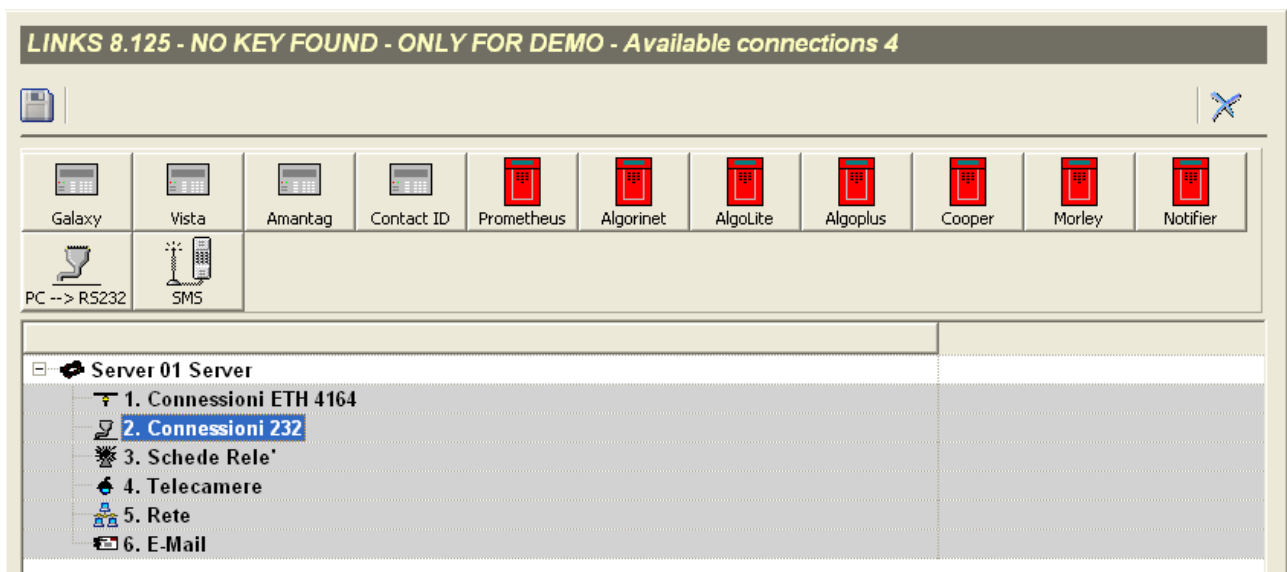 LINKS 8.125 - NO KEY FOUND - ONLY FOR DEMO - Available connections 4
Galaxy Vista Amantag Contact ID Prometheus Algorinet AlgoLite Algoplus Cooper Morley Notifier
PC --> RS232 SMS
Server 01 Server
1. Connessioni ETH 4164
2. Connessioni 232
3. Schede Rele'
4. Telecamere
5. Rete
6. E-Mail